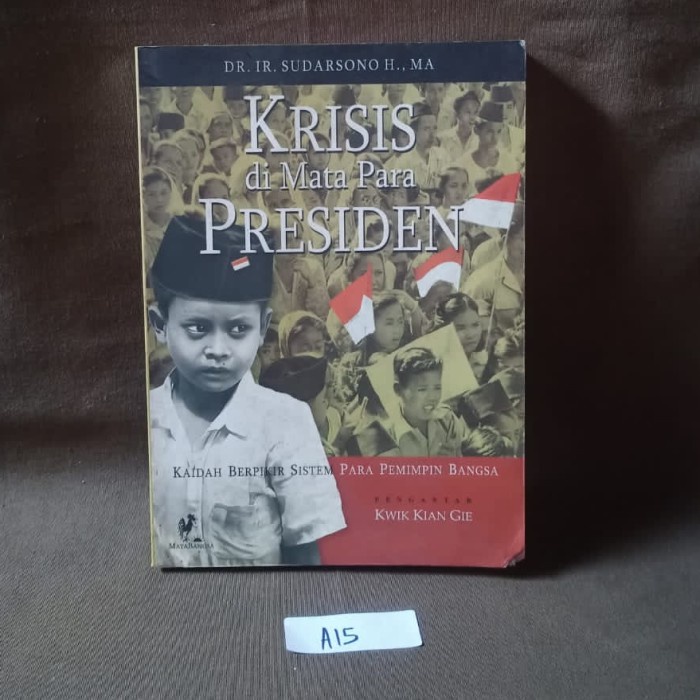 DR. IR. SUDARSONO H., MA
KRISIS
di Mata Para
PRESIDEN
KAIDAH BERPIKIR SISTEM PARA PEMIMPIN BANGSA
PENGANTAR
KWIK KIAN GIE
MATABANGSA
A15